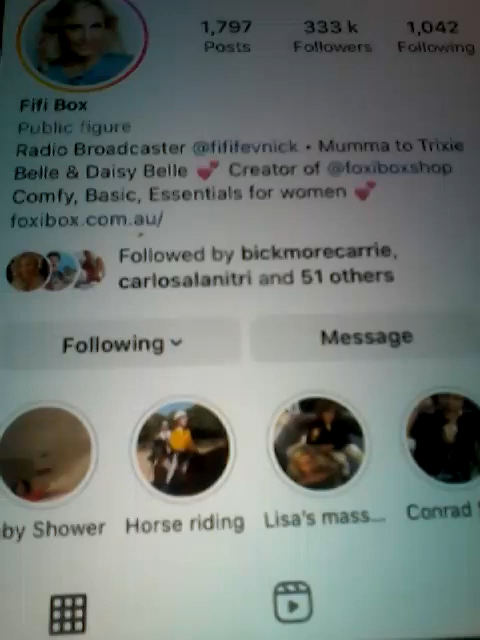 1,797 333 k 1,042
Posts Followers Following
Fifi Box
Public figure
Radio Broadcaster @fififevnick • Mumma to Trixie
Belle & Daisy Belle 💕 Creator of @foxiboxshop
Comfy, Basic, Essentials for women 💕
foxibox.com.au/
Followed by bickmorecarrie,
carlosalanitri and 51 others
Following Message
by Shower Horse riding Lisa's mass... Conrad